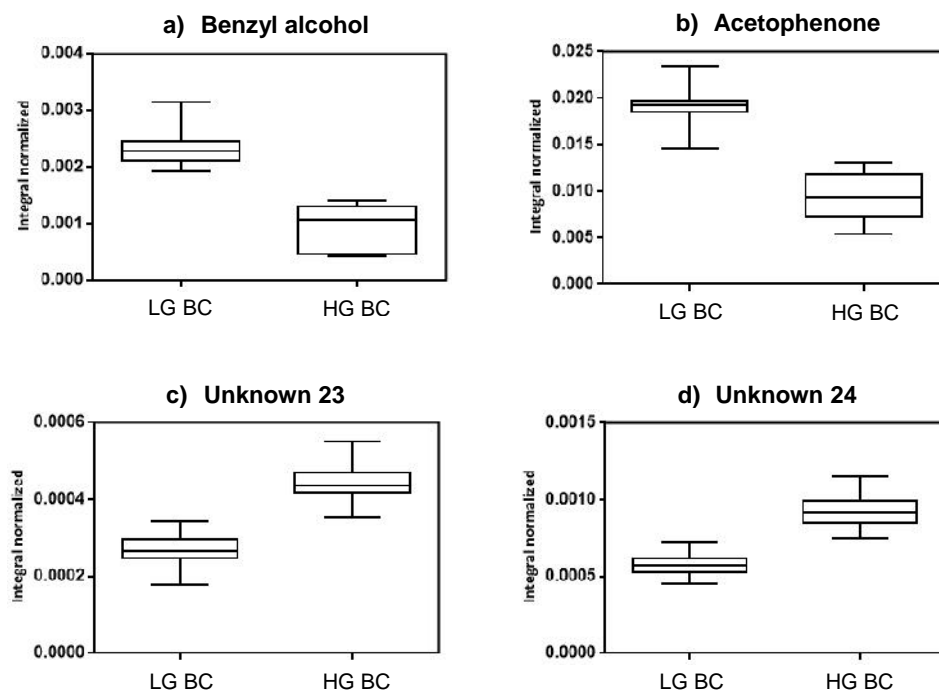 a) Benzyl alcohol
Integral normalized
0.004
0.003
0.002
0.001
0.000
LG BC
HG BC
b) Acetophenone
Integral normalized
0.025
0.020
0.015
0.010
0.005
0.000
LG BC
HG BC
c) Unknown 23
Integral normalized
0.0006
0.0004
0.0002
0.0000
LG BC
HG BC
d) Unknown 24
Integral normalized
0.0015
0.0010
0.0005
0.0000
LG BC
HG BC